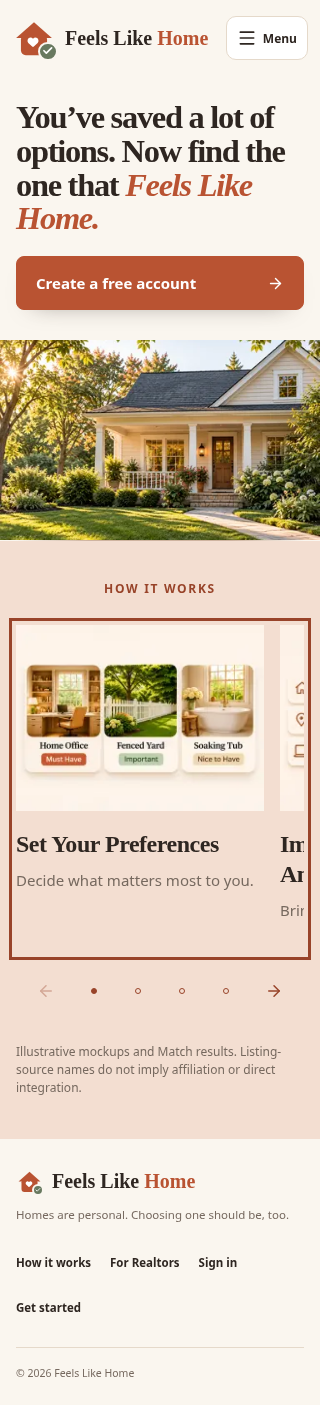 Feels Like Home
Menu
You’ve saved a lot of
options. Now find the
one that Feels Like
Home.
Create a free account
HOW IT WORKS
Home Office
Must Have
Fenced Yard
Important
Soaking Tub
Nice to Have
Set Your Preferences
Decide what matters most to you.
Illustrative mockups and Match results. Listing-
source names do not imply affiliation or direct
integration.
Feels Like Home
Homes are personal. Choosing one should be, too.
How it works
For Realtors
Sign in
Get started
© 2026 Feels Like Home